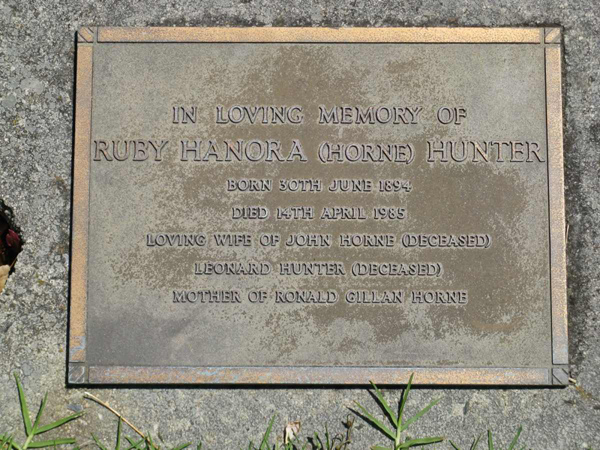 IN LOVING MEMORY OF
RUBY HANORA (HORNE) HUNTER
BORN 30TH JUNE 1894
DIED 14TH APRIL 1985
LOVING WIFE OF JOHN HORNE (DECEASED)
LEONARD HUNTER (DECEASED)
MOTHER OF RONALD GILLAN HORNE